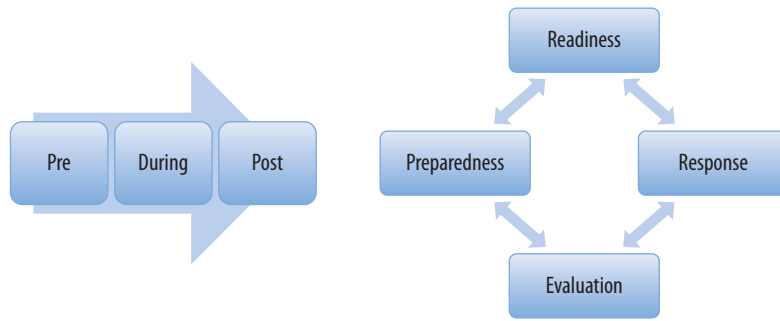 Pre
During
Post
Readiness
Preparedness
Response
Evaluation